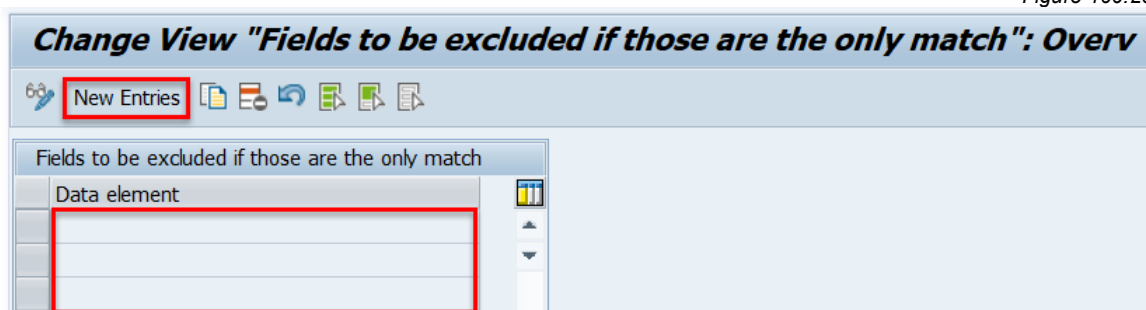 Change View "Fields to be excluded if those are the only match": Overv
New Entries
Fields to be excluded if those are the only match
Data element